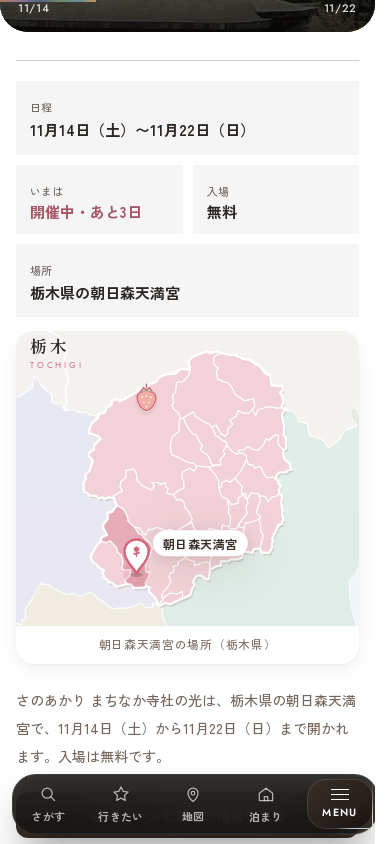 11/14
11/22
日程
11月14日（土）〜11月22日（日）
いまは
開催中・あと3日
入場
無料
場所
栃木県の朝日森天満宮
栃木
TOCHIGI
朝日森天満宮
朝日森天満宮の場所（栃木県）
さのあかり まちなか寺社の光は、栃木県の朝日森天満
宮で、11月14日（土）から11月22日（日）まで開かれ
ます。入場は無料です。
さがす
行きたい
地図
泊まり
MENU